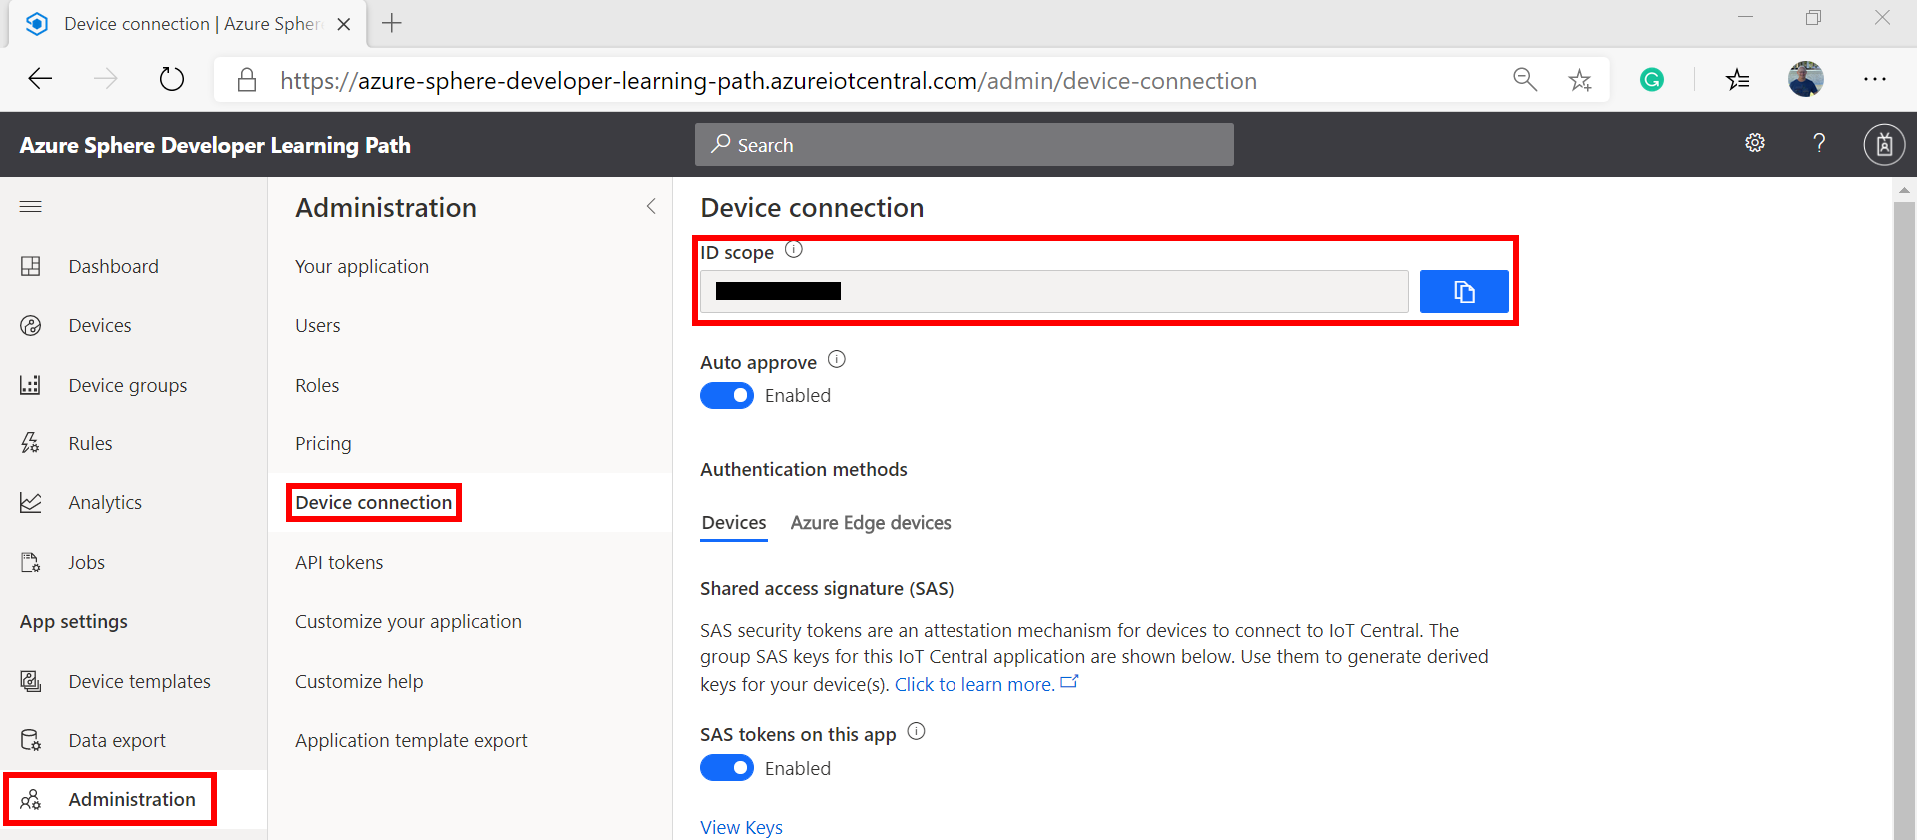 Device connection | Azure Spher
https://azure-sphere-developer-learning-path.azureiotcentral.com/admin/device-connection
Azure Sphere Developer Learning Path
Search
?
Dashboard
Devices
Device groups
Rules
Analytics
Jobs
App settings
Device templates
Data export
Administration
Administration
Your application
Users
Roles
Pricing
Device connection
API tokens
Customize your application
Customize help
Application template export
Device connection
ID scope
Auto approve
Enabled
Authentication methods
Devices
Azure Edge devices
Shared access signature (SAS)
SAS security tokens are an attestation mechanism for devices to connect to IoT Central. The
group SAS keys for this IoT Central application are shown below. Use them to generate derived
keys for your device(s). Click to learn more.
SAS tokens on this app
Enabled
View Keys